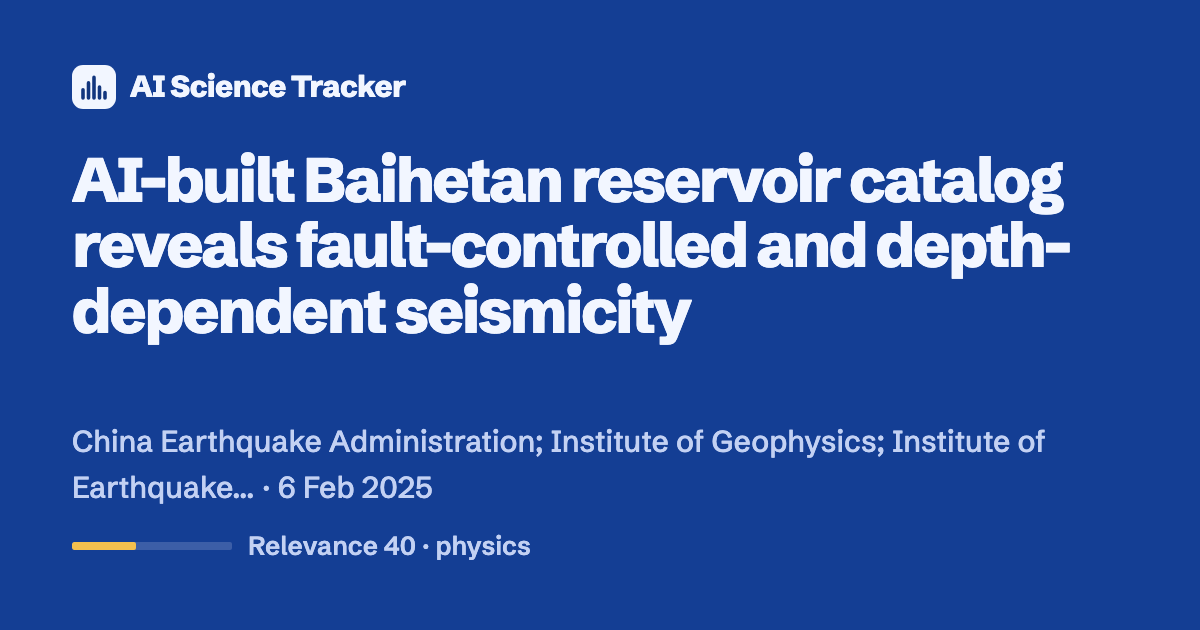 AI Science Tracker
AI-built Baihetan reservoir catalog
reveals fault-controlled and depth-
dependent seismicity
China Earthquake Administration; Institute of Geophysics; Institute of
Earthquake... · 6 Feb 2025
Relevance 40 · physics